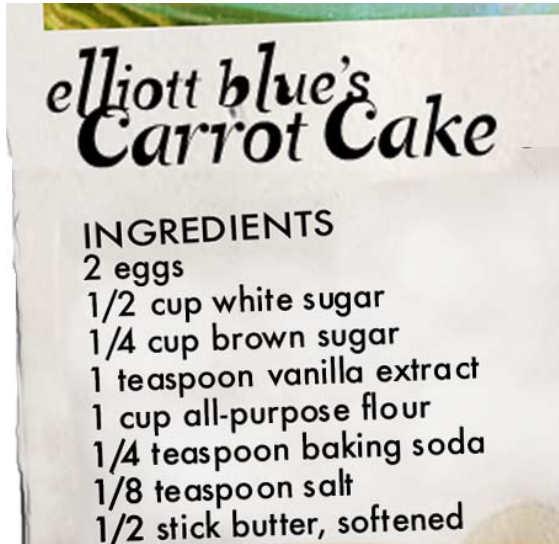 elliott blue's
Carrot Cake
INGREDIENTS
2 eggs
1/2 cup white sugar
1/4 cup brown sugar
1 teaspoon vanilla extract
1 cup all-purpose flour
1/4 teaspoon baking soda
1/8 teaspoon salt
1/2 stick butter, softened